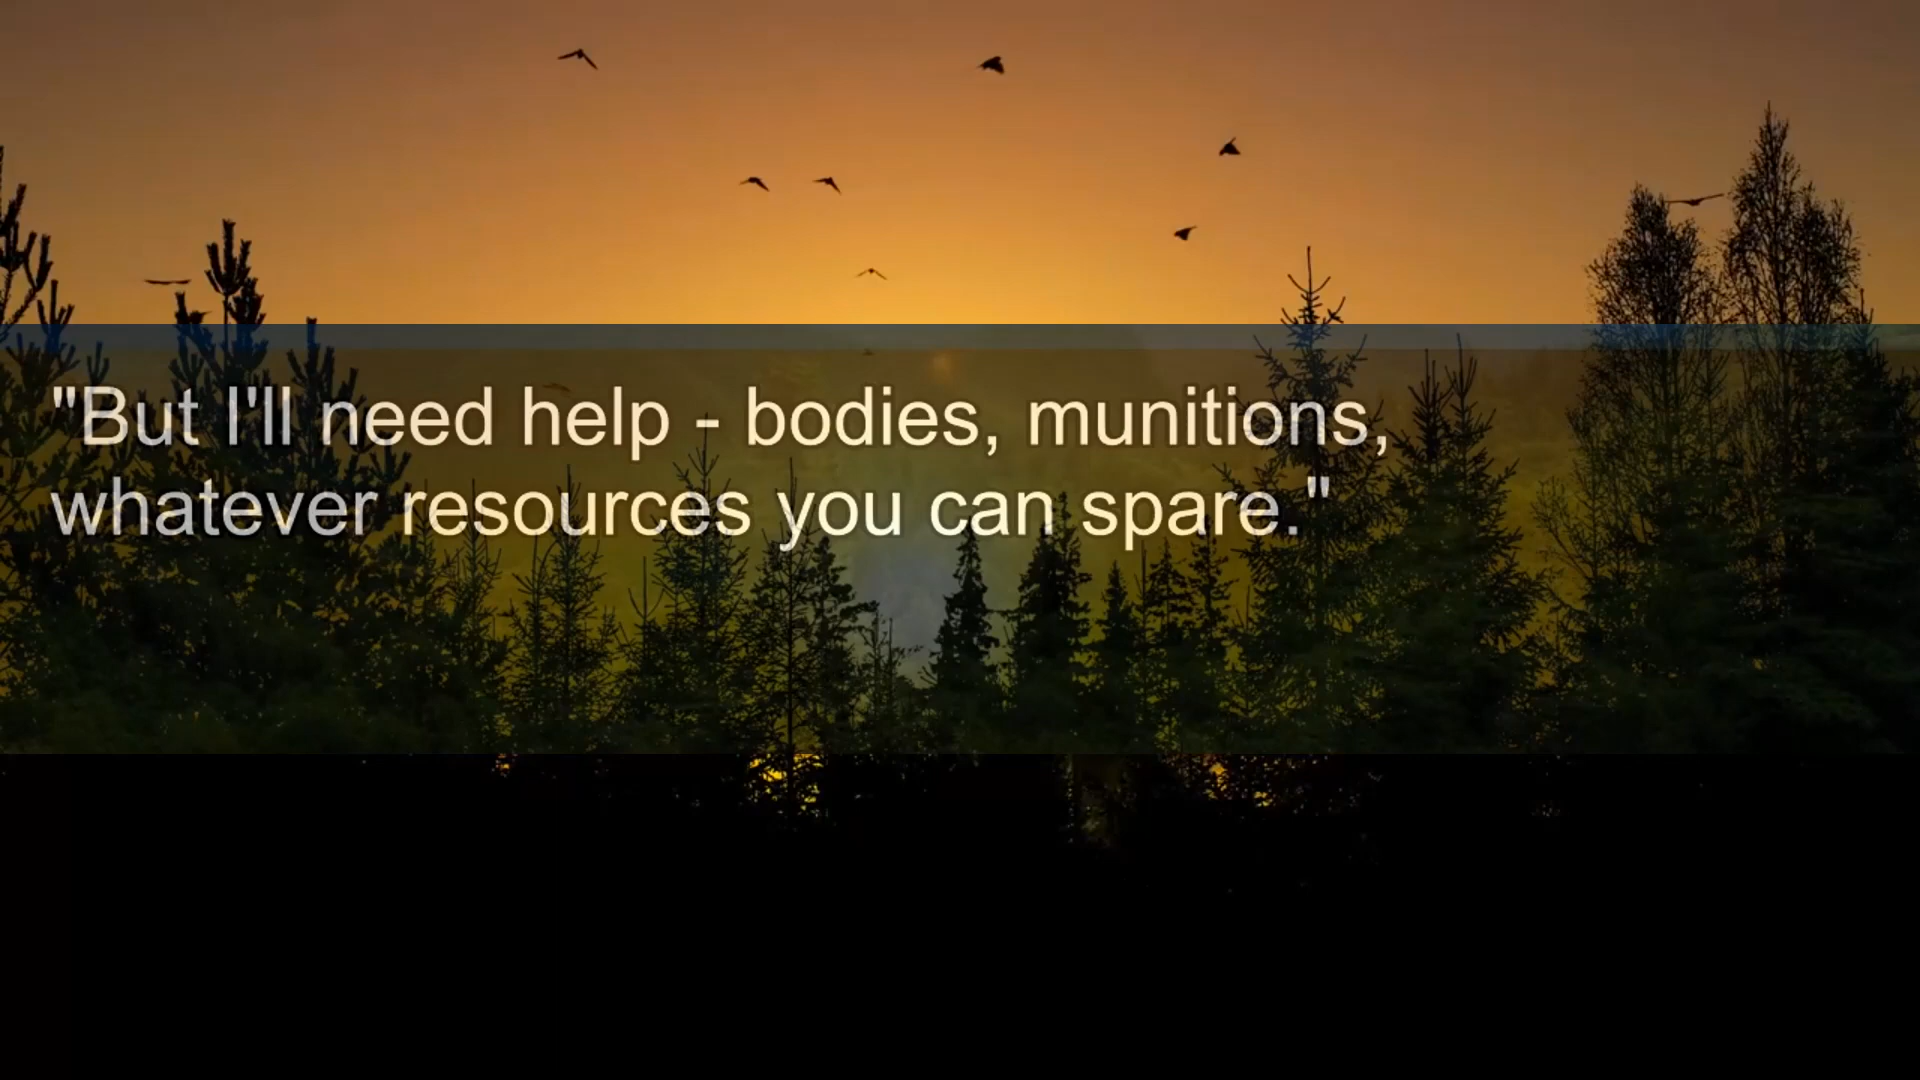 "But I'll need help - bodies, munitions,
whatever resources you can spare."